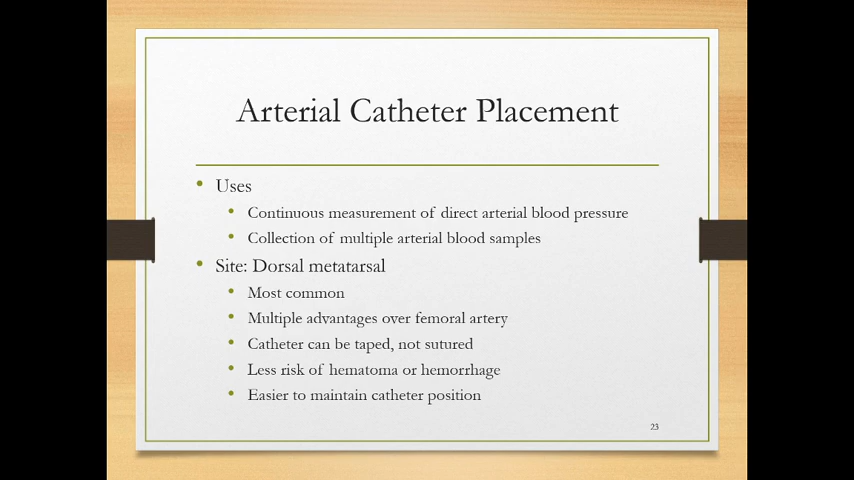 Arterial Catheter Placement
• Uses
• Continuous measurement of direct arterial blood pressure
• Collection of multiple arterial blood samples
• Site: Dorsal metatarsal
• Most common
• Multiple advantages over femoral artery
• Catheter can be taped, not sutured
• Less risk of hematoma or hemorrhage
• Easier to maintain catheter position
23